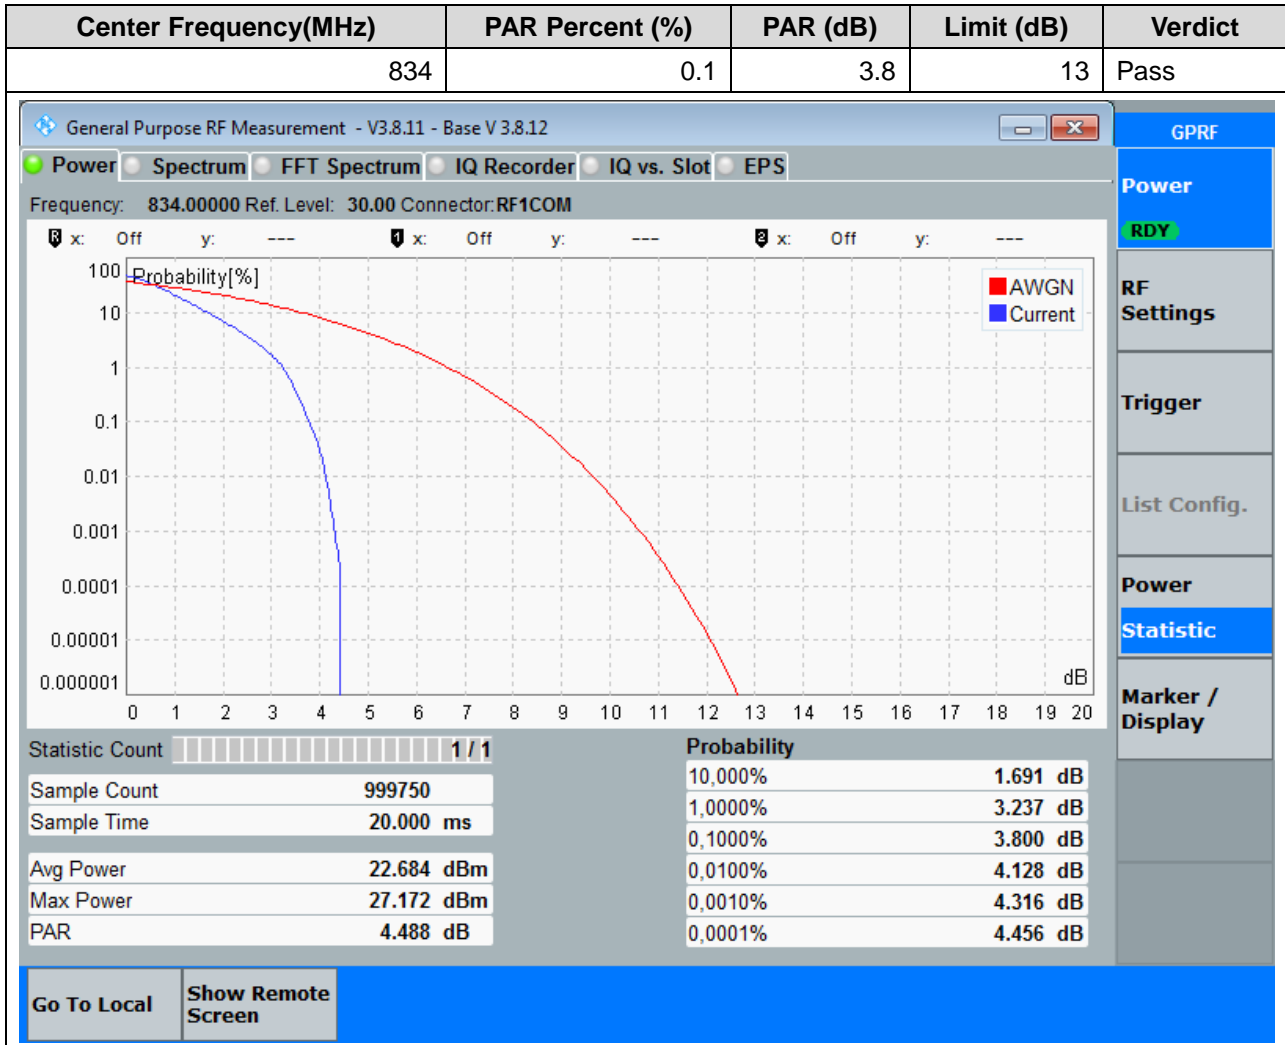 Center Frequency(MHz) PAR Percent (%) PAR (dB) Limit (dB) Verdict
834 0.1 3.8 13 Pass
General Purpose RF Measurement - V3.8.11 - Base V 3.8.12
GPRF
Power Spectrum FFT Spectrum IQ Recorder IQ vs. Slot EPS
Frequency: 834.00000 Ref. Level: 30.00 Connector:RF1COM
R x: Off y: --- 1 x: Off y: --- 2 x: Off y: ---
Probability[%]
AWGN
Current
100
10
1
0.1
0.01
0.001
0.0001
0.00001
0.000001
dB
0 1 2 3 4 5 6 7 8 9 10 11 12 13 14 15 16 17 18 19 20
Statistic Count 1 / 1
Sample Count 999750
Sample Time 20.000 ms
Avg Power 22.684 dBm
Max Power 27.172 dBm
PAR 4.488 dB
Probability
10,000% 1.691 dB
1,0000% 3.237 dB
0,1000% 3.800 dB
0,0100% 4.128 dB
0,0010% 4.316 dB
0,0001% 4.456 dB
Power
RDY
RF
Settings
Trigger
List Config.
Power
Statistic
Marker /
Display
Go To Local
Show Remote
Screen